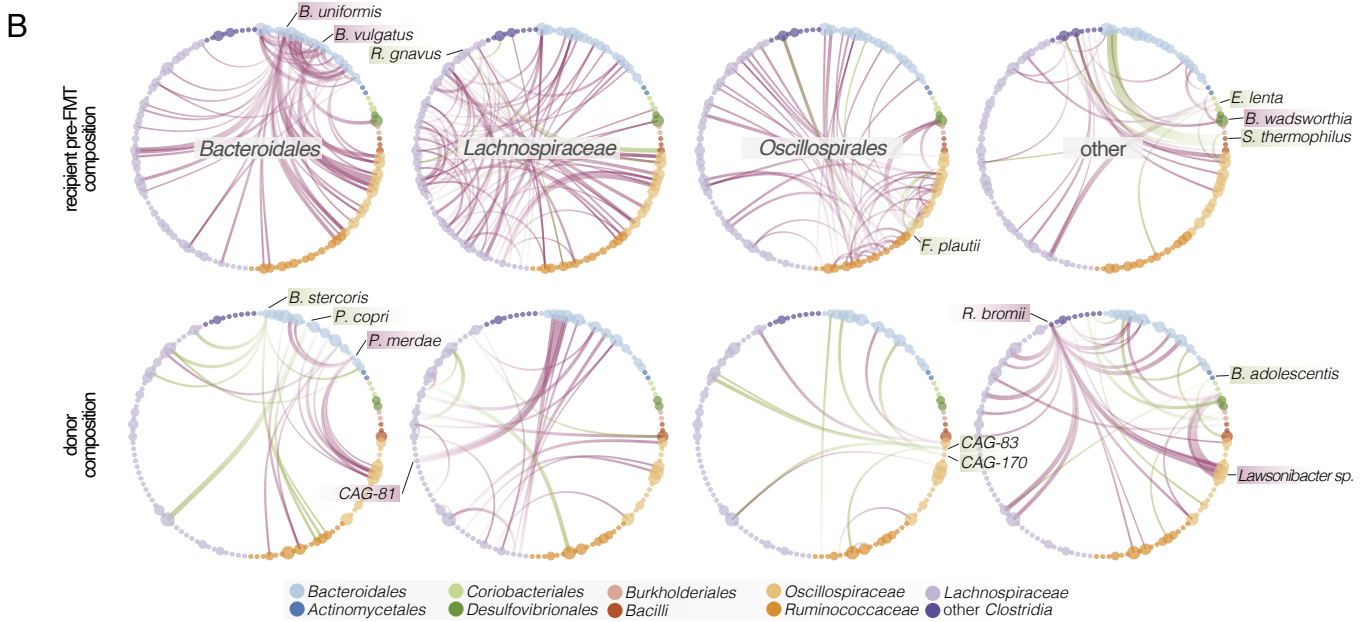 B
recipient pre-FMT
composition
B. uniformis
B. vulgatus
R. gnavus
Bacteroidales
Lachnospiraceae
Oscillospirales
other
E. lenta
B. wadsworthia
S. thermophilus
F. plautii
donor
composition
B. stercoris
P. copri
P. merdae
R. bromii
B. adolescentis
CAG-83
CAG-170
CAG-81
Lawsonibacter sp.
Bacteroidales Coriobacteriales Burkholderiales Oscillospiraceae Lachnospiraceae
Actinomycetales Desulfovibrionales Bacilli Ruminococcaceae other Clostridia